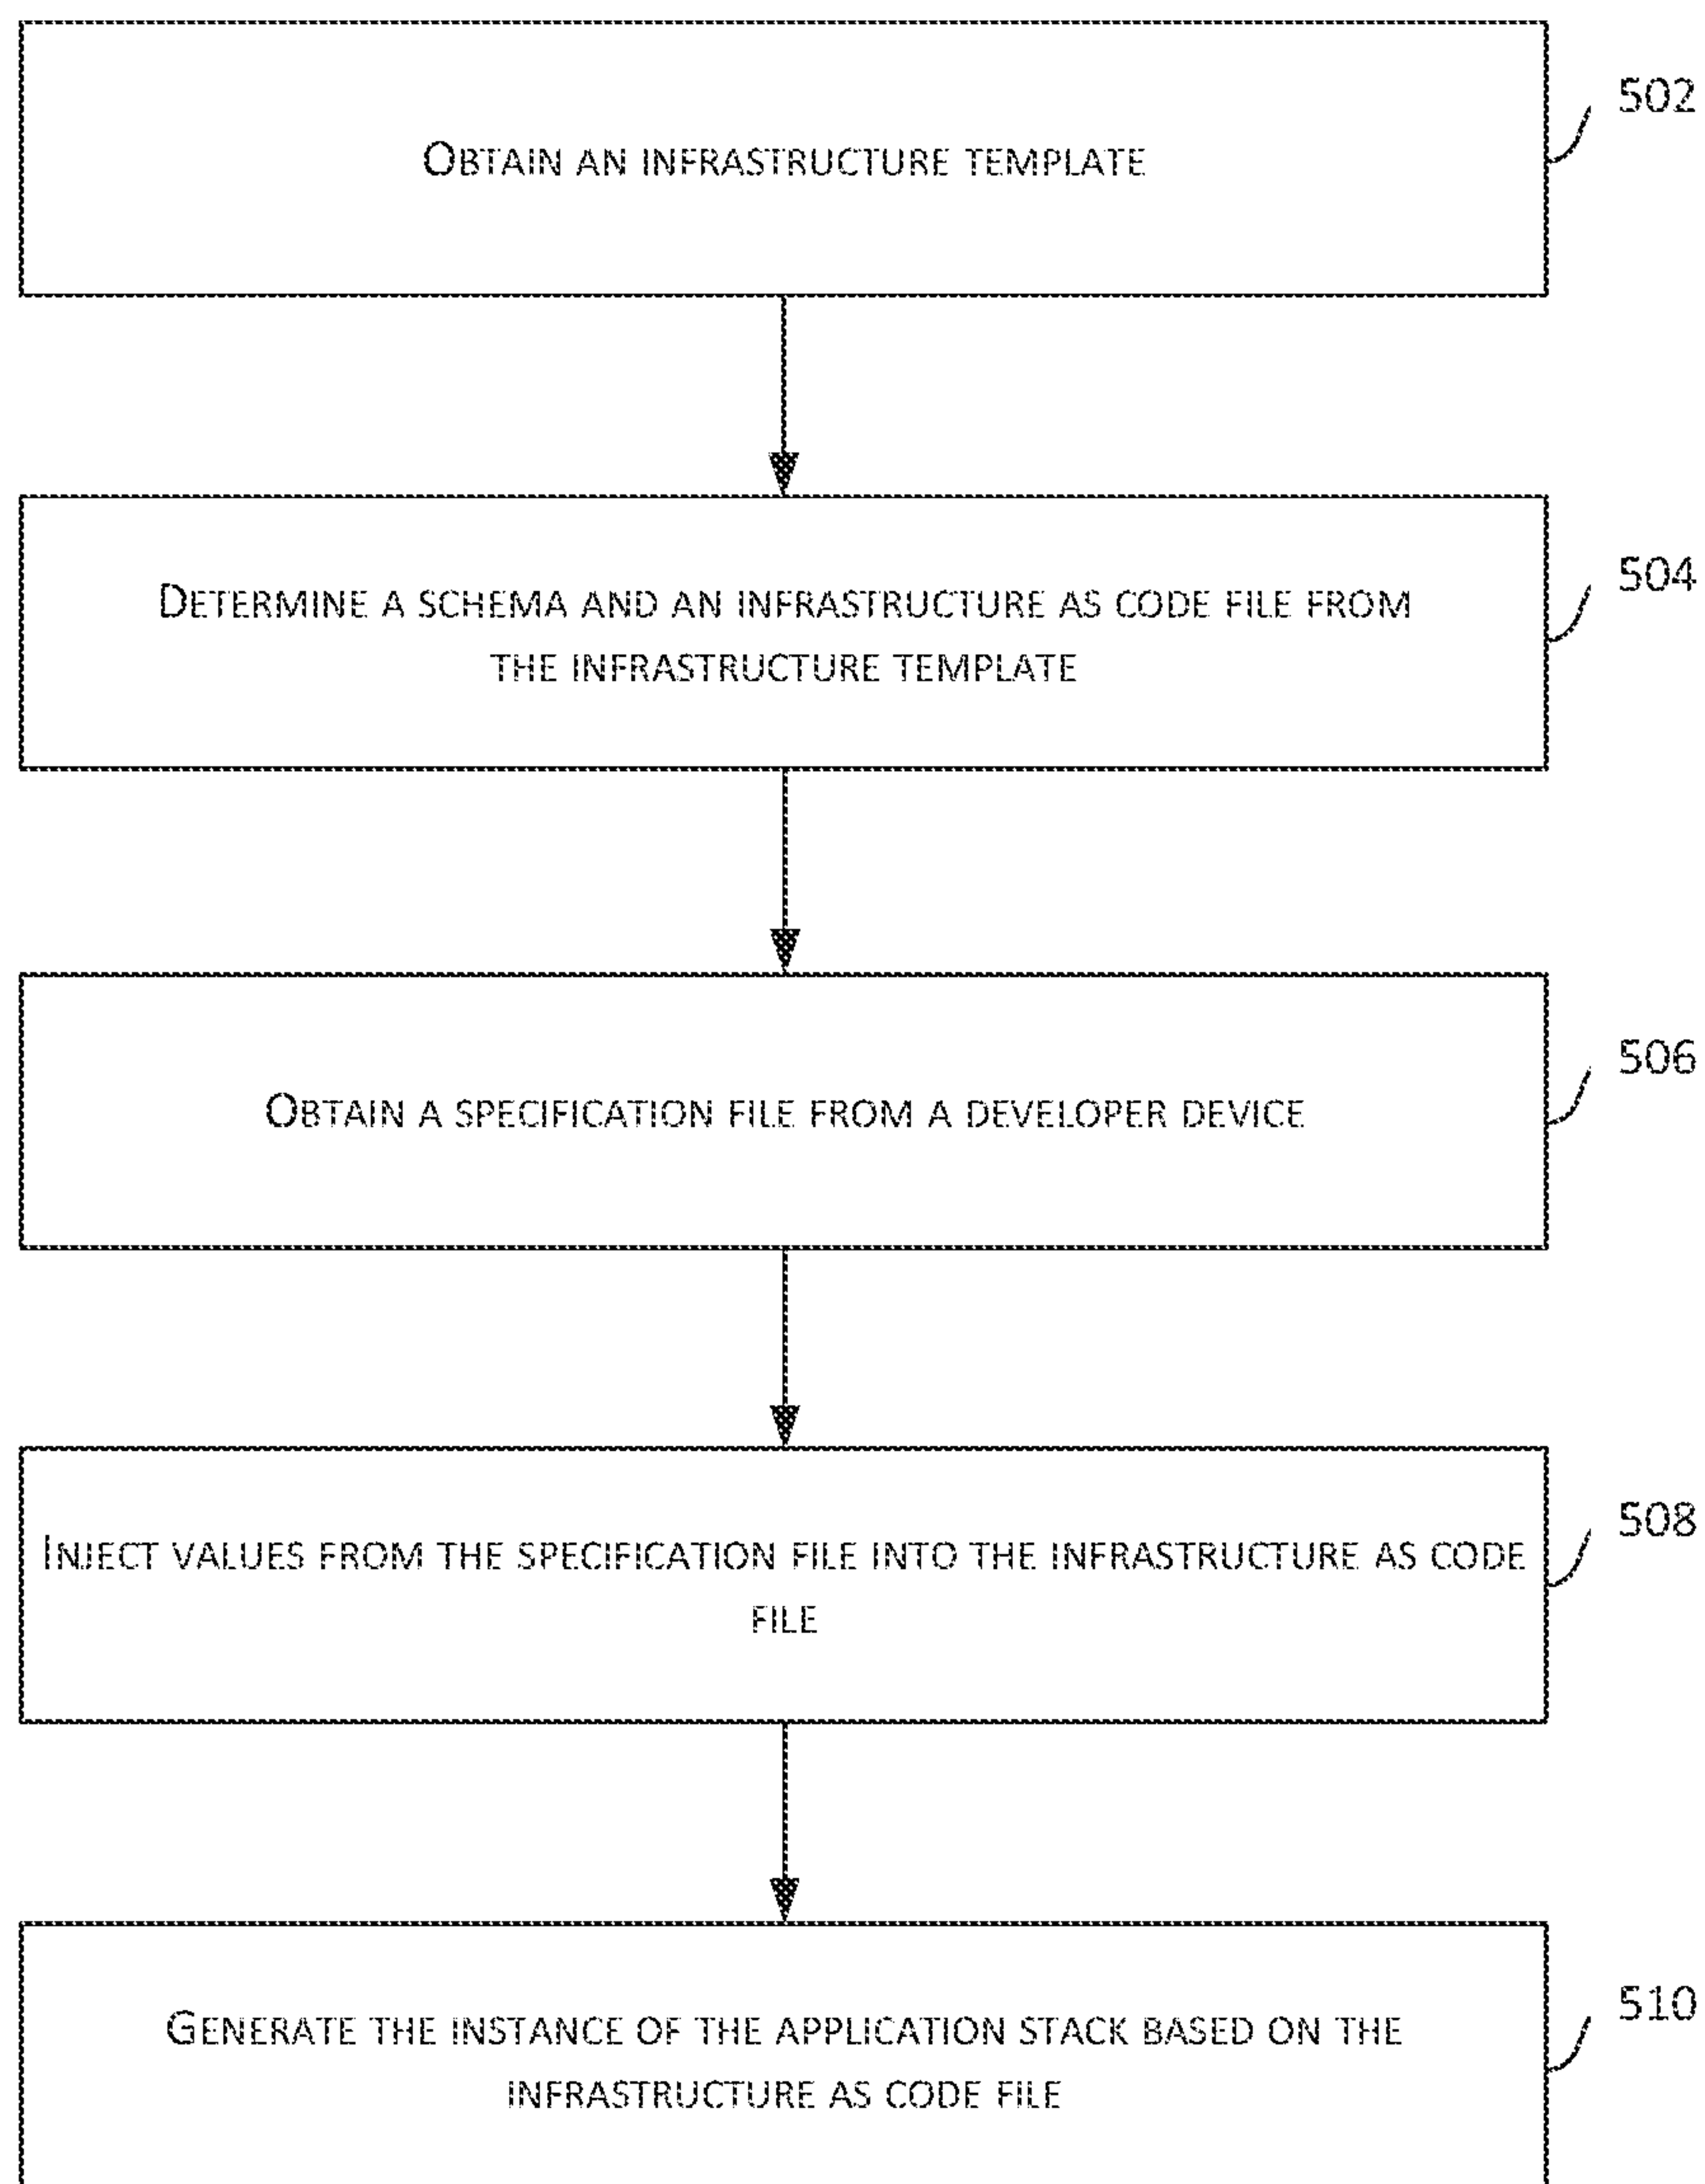 OBTAIN AN INFRASTRUCTURE TEMPLATE
502
DETERMINE A SCHEMA AND AN INFRASTRUCTURE AS CODE FILE FROM
THE INFRASTRUCTURE TEMPLATE
504
OBTAIN A SPECIFICATION FILE FROM A DEVELOPER DEVICE
506
INJECT VALUES FROM THE SPECIFICATION FILE INTO THE INFRASTRUCTURE AS CODE
FILE
508
GENERATE THE INSTANCE OF THE APPLICATION STACK BASED ON THE
INFRASTRUCTURE AS CODE FILE
510